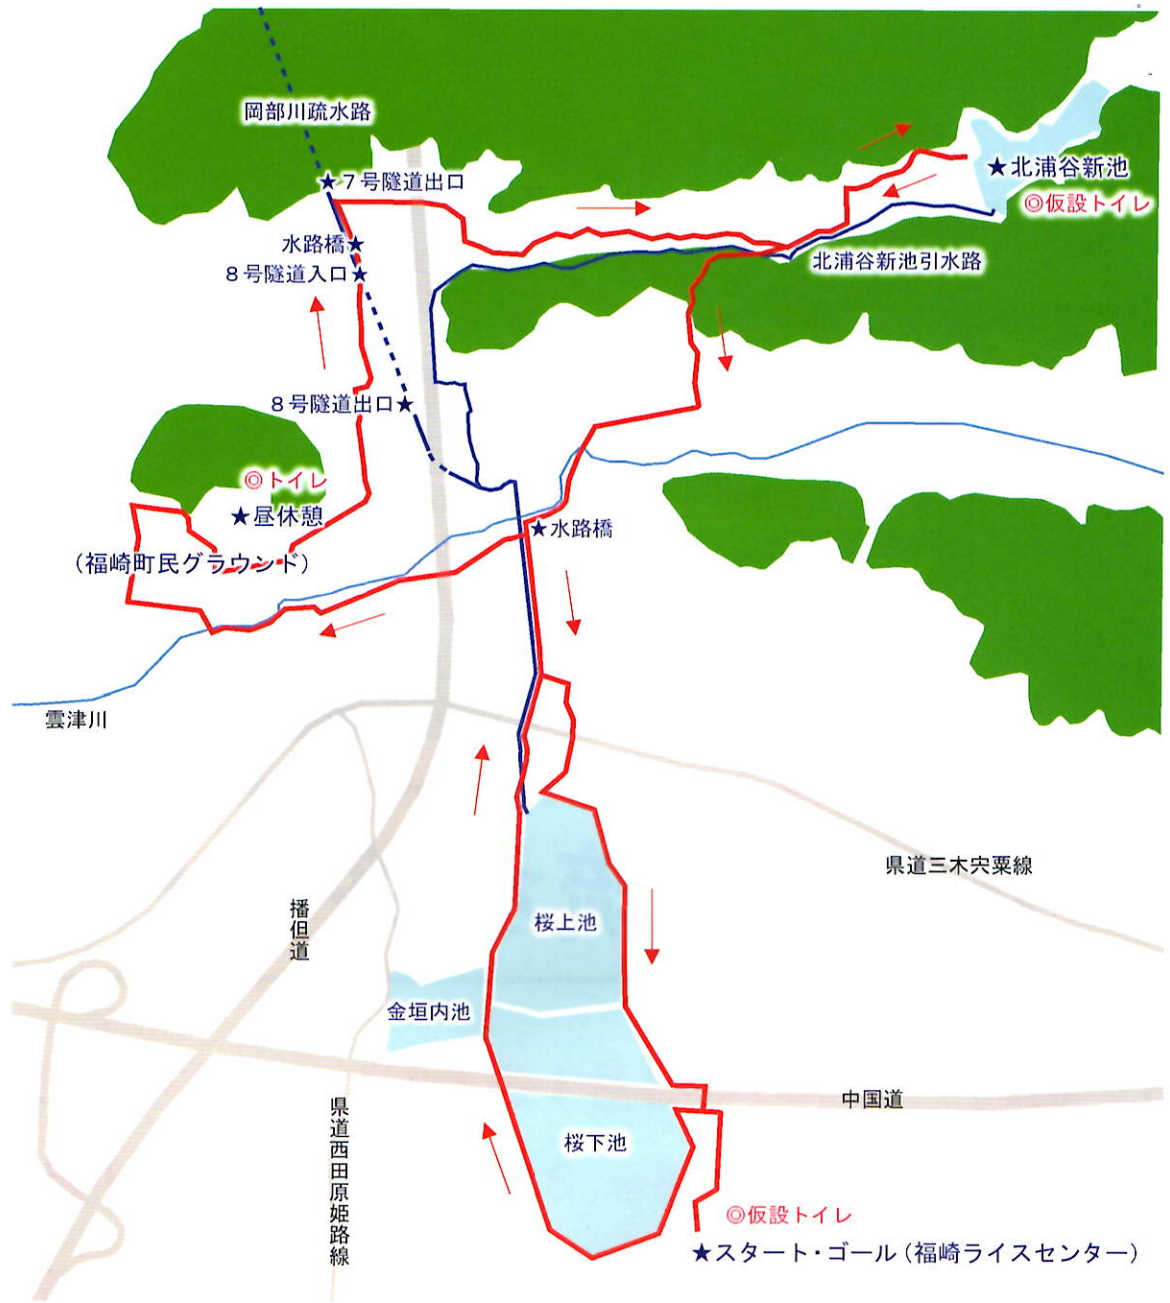 岡部川疏水路
★7号隧道出口
★北浦谷新池
◎仮設トイレ
水路橋★
8号隧道入口★
北浦谷新池引水路
8号隧道出口★
◎トイレ
★昼休憩
(福崎町民グラウンド)
★水路橋
雲津川
県道三木宍粟線
播但道
桜上池
金垣内池
中国道
県道西田原姫路線
桜下池
◎仮設トイレ
★スタート・ゴール(福崎ライスセンター)